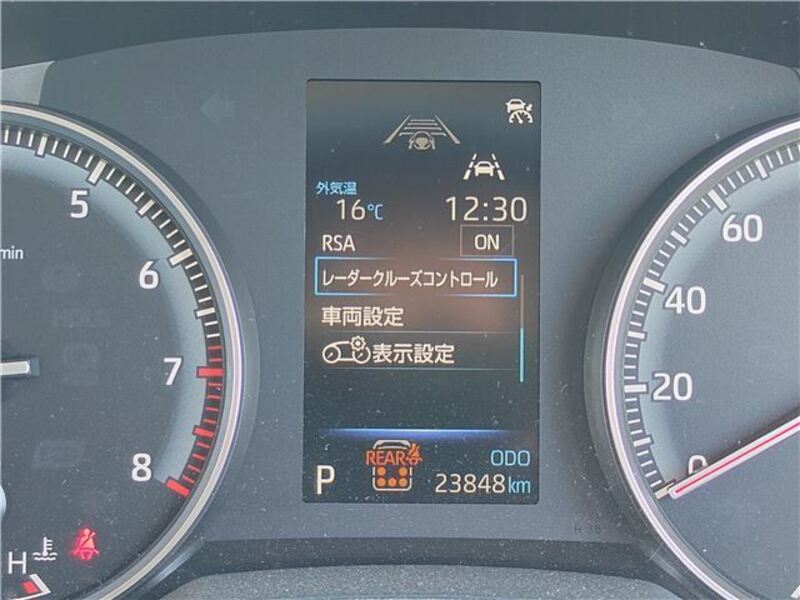 外気温
16℃ 12:30
RSA ON
レーダークルーズコントロール
車両設定
表示設定
REAR
ODO
P 23848km
5
6
7
8
min
H
60
40
20
0